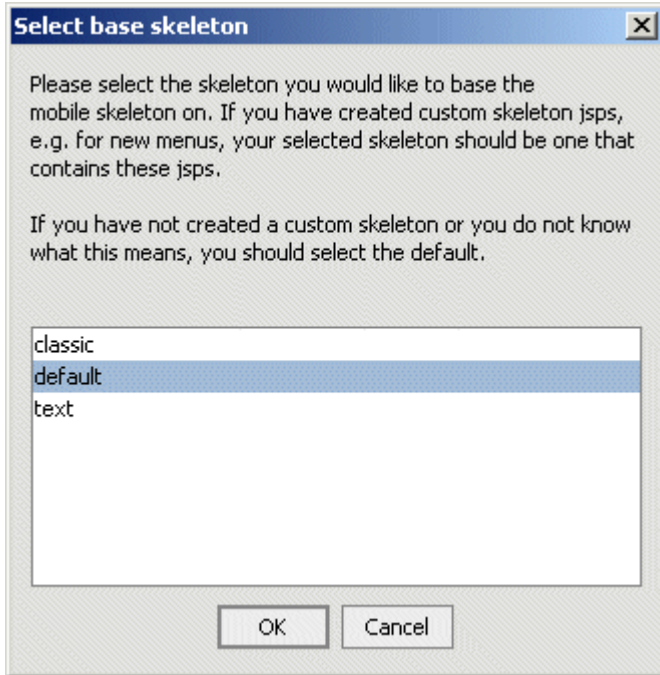 Select base skeleton
Please select the skeleton you would like to base the
mobile skeleton on. If you have created custom skeleton jsps,
e.g. for new menus, your selected skeleton should be one that
contains these jsps.
If you have not created a custom skeleton or you do not know
what this means, you should select the default.
classic
default
text
OK
Cancel